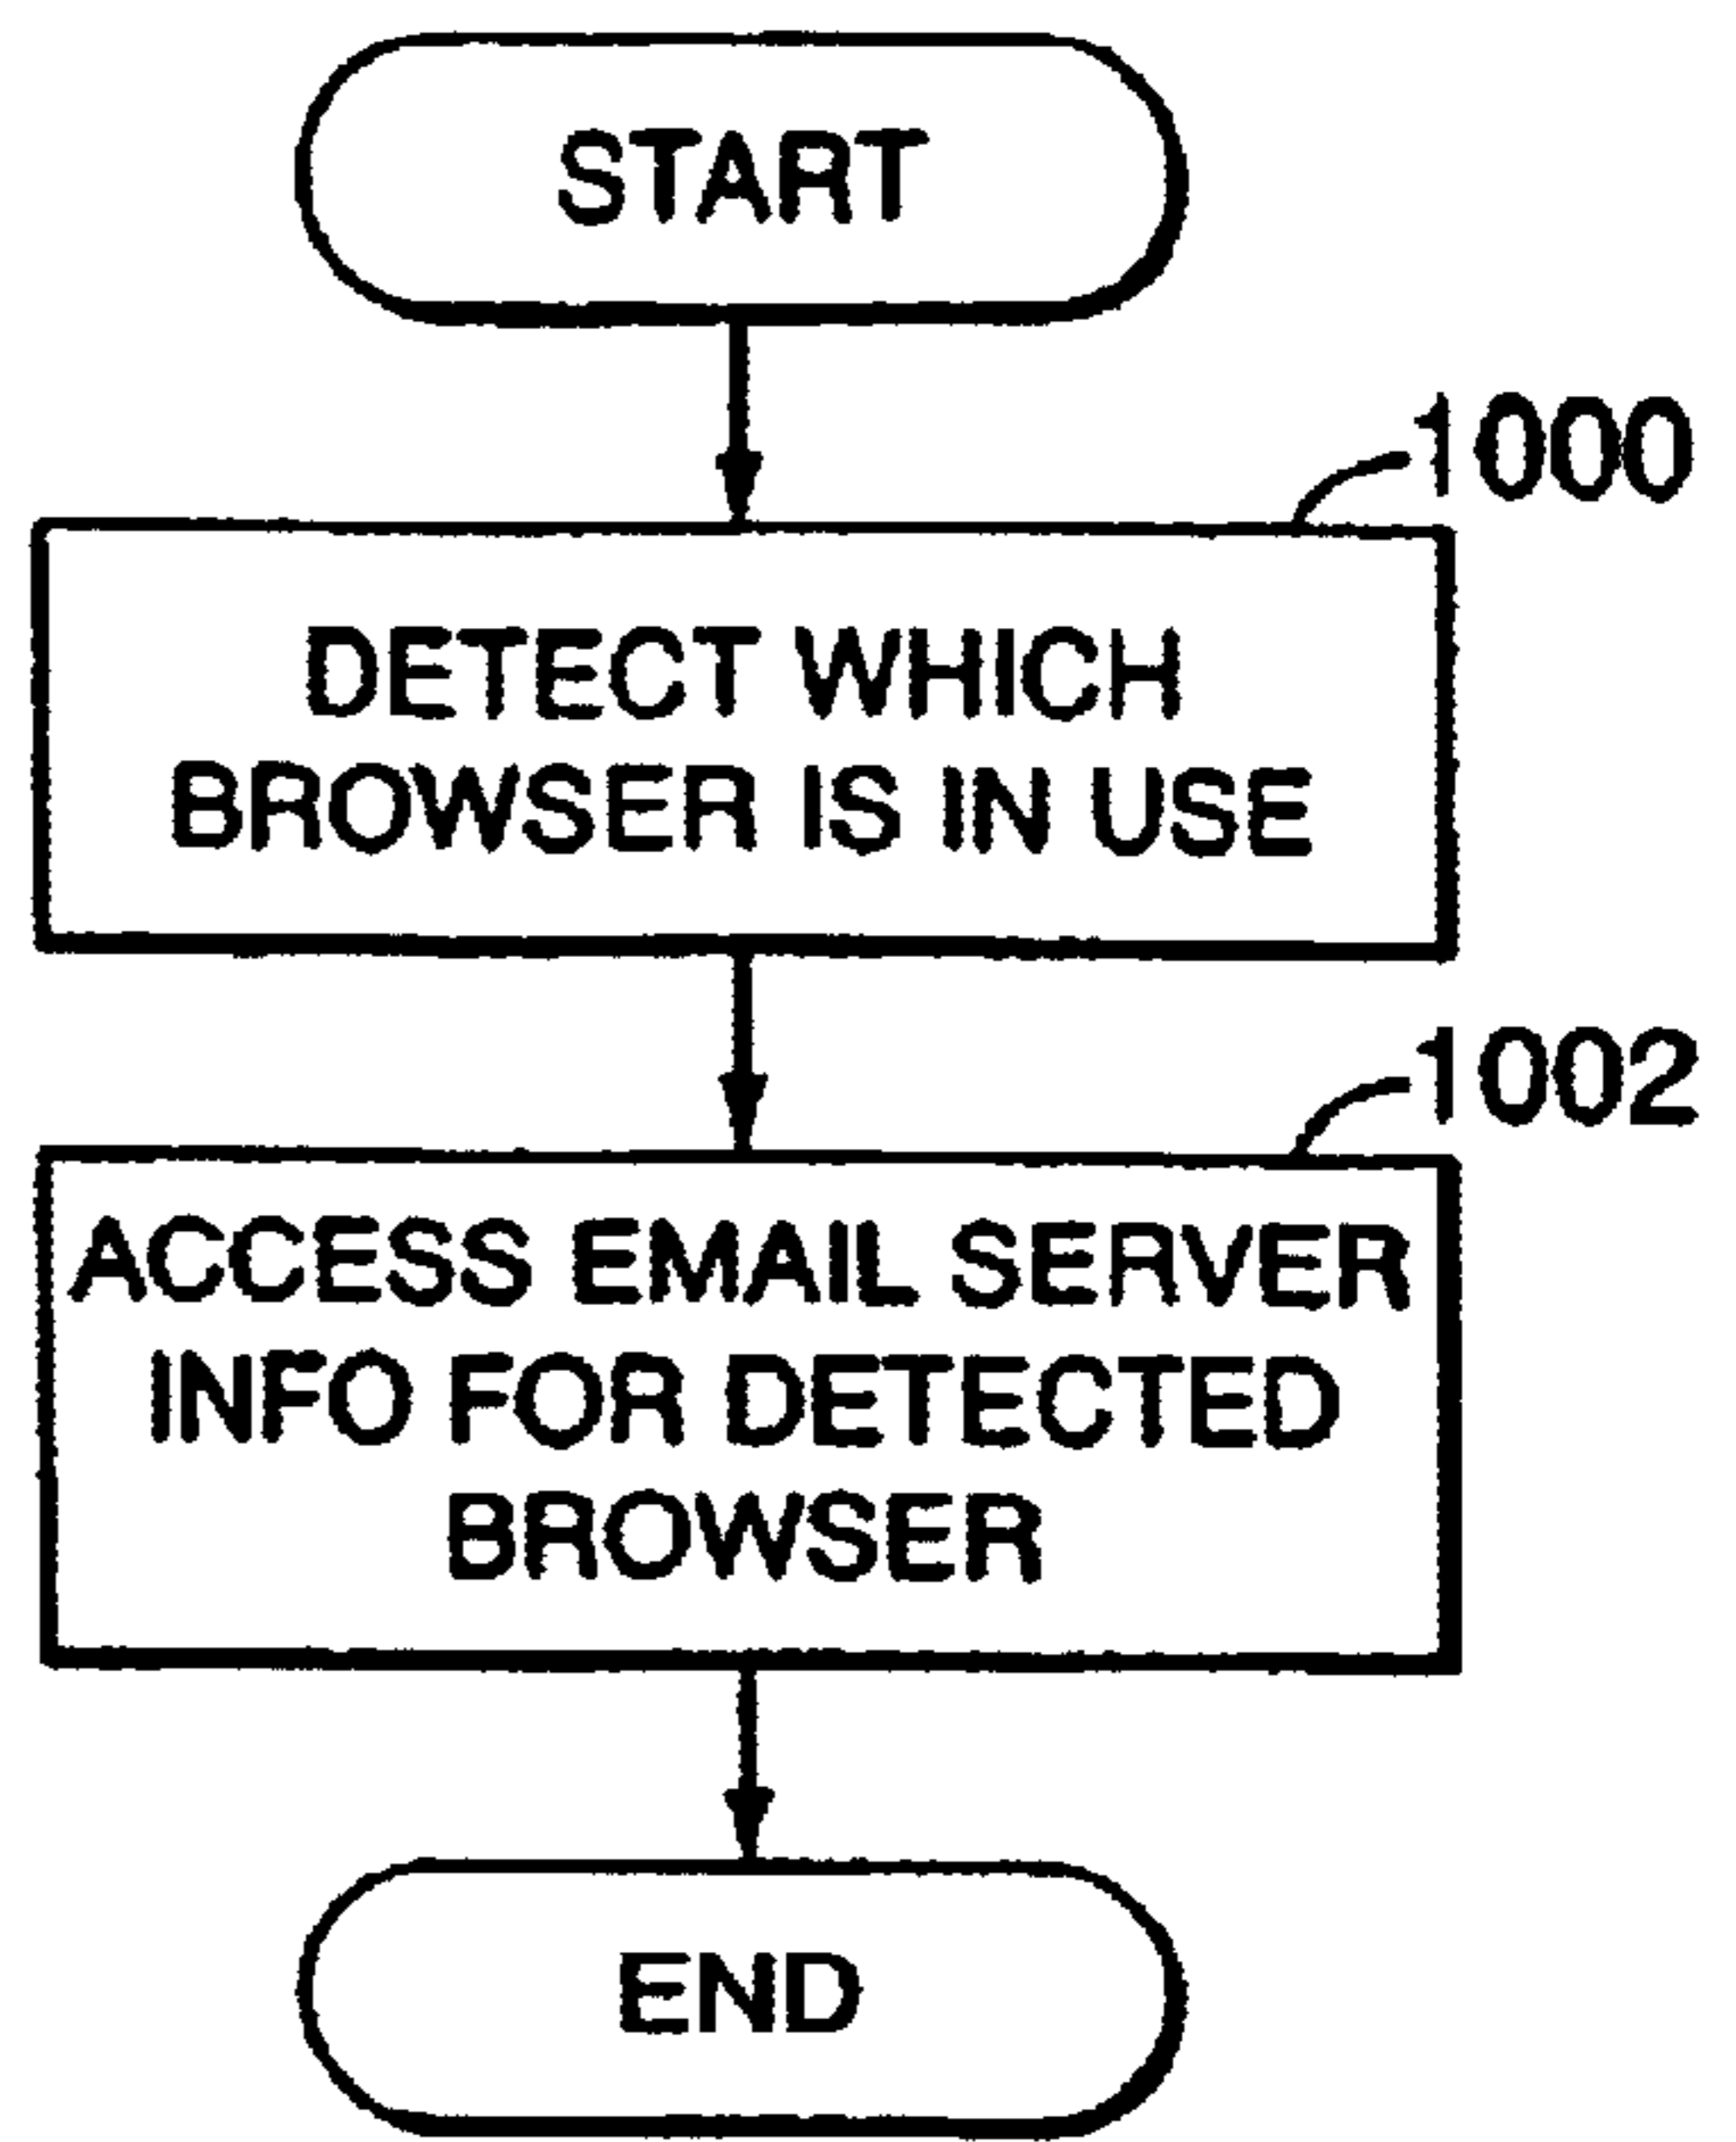 START
1000
DETECT WHICH
BROWSER IS IN USE
1002
ACCESS EMAIL SERVER
INFO FOR DETECTED
BROWSER
END